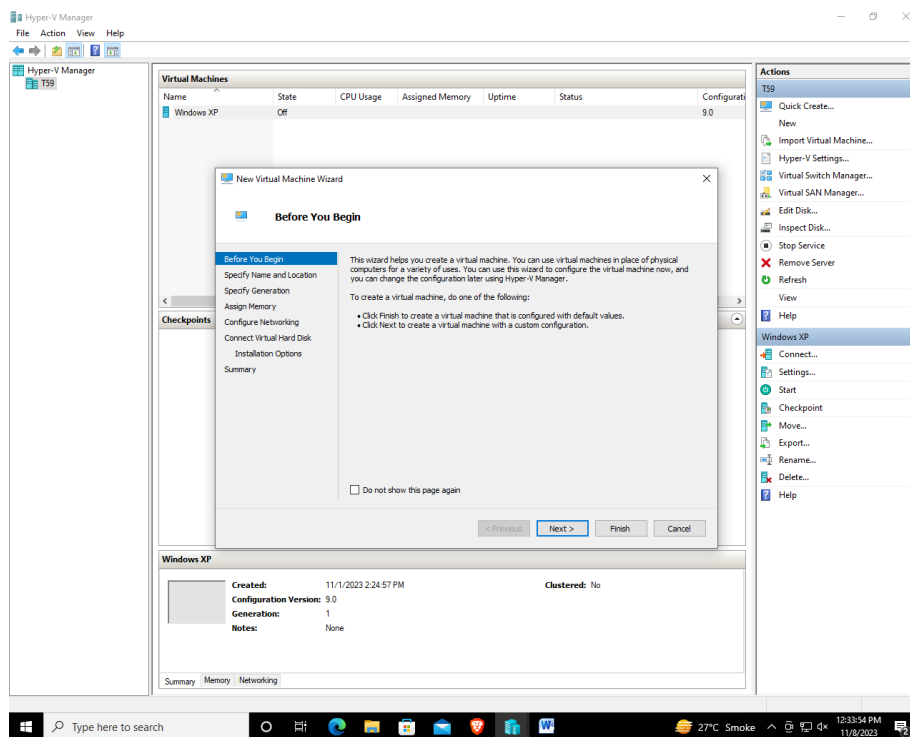 Hyper-V Manager
File Action View Help
Hyper-V Manager
T59
Virtual Machines
Name State CPU Usage Assigned Memory Uptime Status Configurati
Windows XP Off 9.0
New Virtual Machine Wizard
Before You Begin
Before You Begin
Specify Name and Location
Specify Generation
Assign Memory
Configure Networking
Connect Virtual Hard Disk
Installation Options
Summary
This wizard helps you create a virtual machine. You can use virtual machines in place of physical
computers for a variety of uses. You can use this wizard to configure the virtual machine now, and
you can change the configuration later using Hyper-V Manager.
To create a virtual machine, do one of the following:
• Click Finish to create a virtual machine that is configured with default values.
• Click Next to create a virtual machine with a custom configuration.
Do not show this page again
< Previous Next > Finish Cancel
Checkpoints
Windows XP
Created: 11/1/2023 2:24:57 PM Clustered: No
Configuration Version: 9.0
Generation: 1
Notes: None
Summary Memory Networking
Actions
T59
Quick Create...
New
Import Virtual Machine...
Hyper-V Settings...
Virtual Switch Manager...
Virtual SAN Manager...
Edit Disk...
Inspect Disk...
Stop Service
Remove Server
Refresh
View
Help
Windows XP
Connect...
Settings...
Start
Checkpoint
Move...
Export...
Rename...
Delete...
Help
Type here to search
27°C Smoke
12:33:54 PM
11/8/2023
2